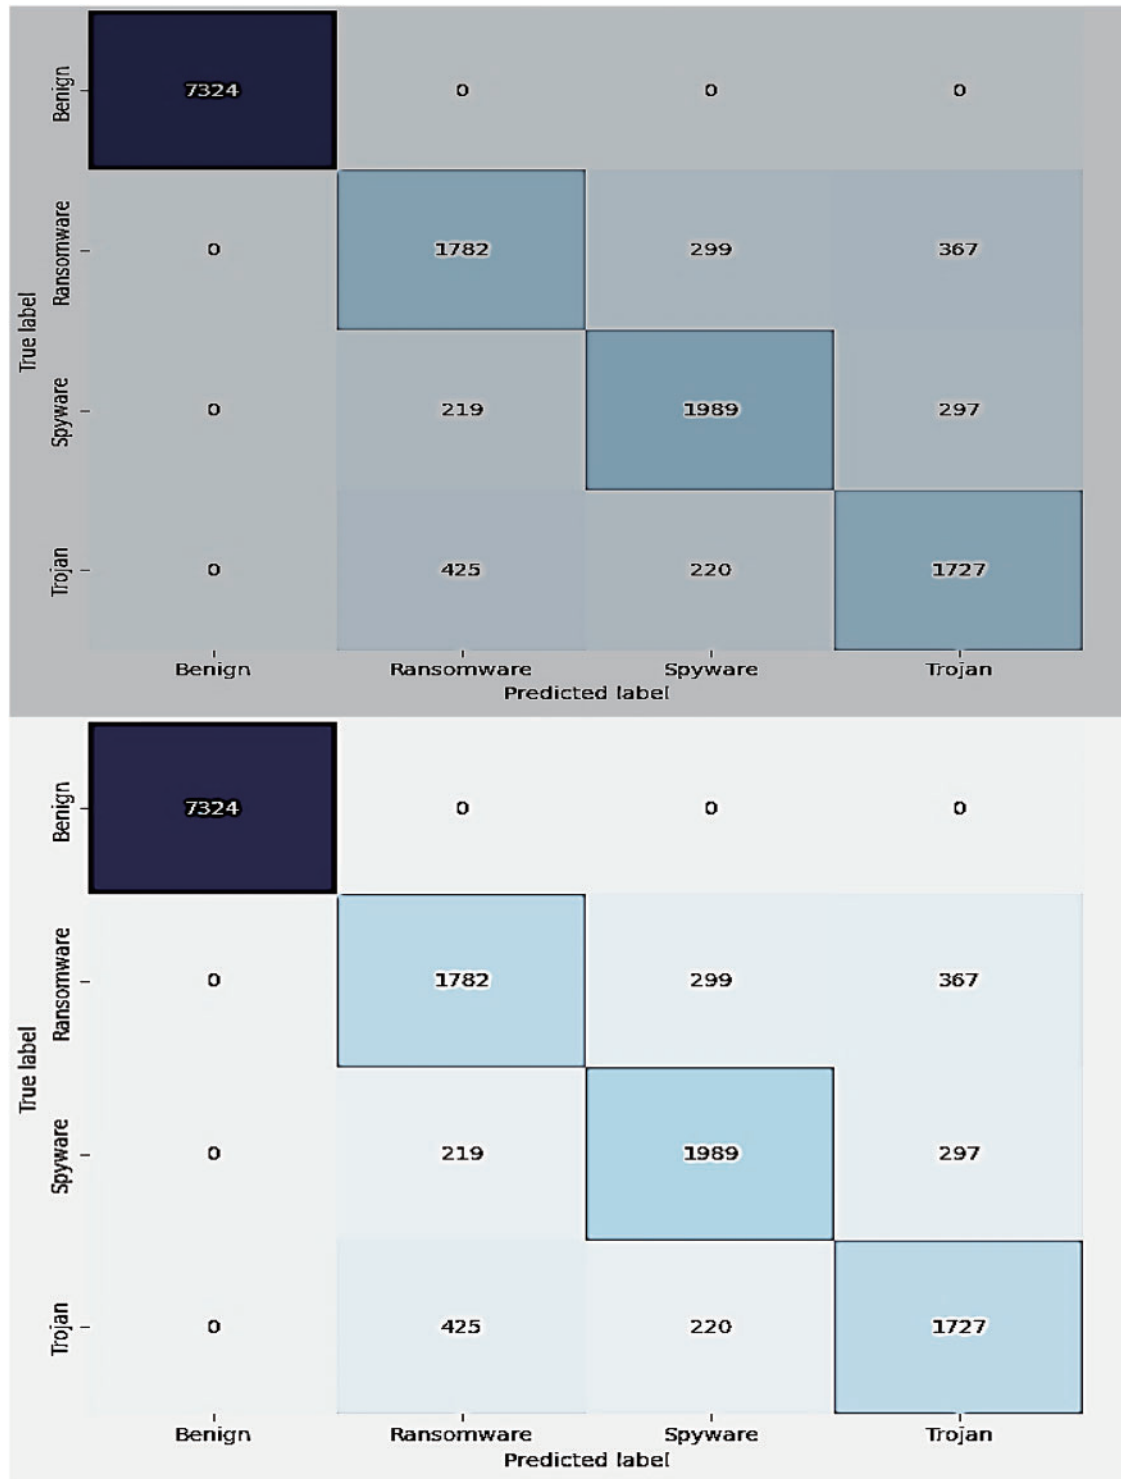 Benign 7324 0 0 0
Ransomware 0 1782 299 367
Spyware 0 219 1989 297
Trojan 0 425 220 1727
True label
Benign Ransomware Spyware Trojan
Predicted label
Benign 7324 0 0 0
Ransomware 0 1782 299 367
Spyware 0 219 1989 297
Trojan 0 425 220 1727
True label
Benign Ransomware Spyware Trojan
Predicted label